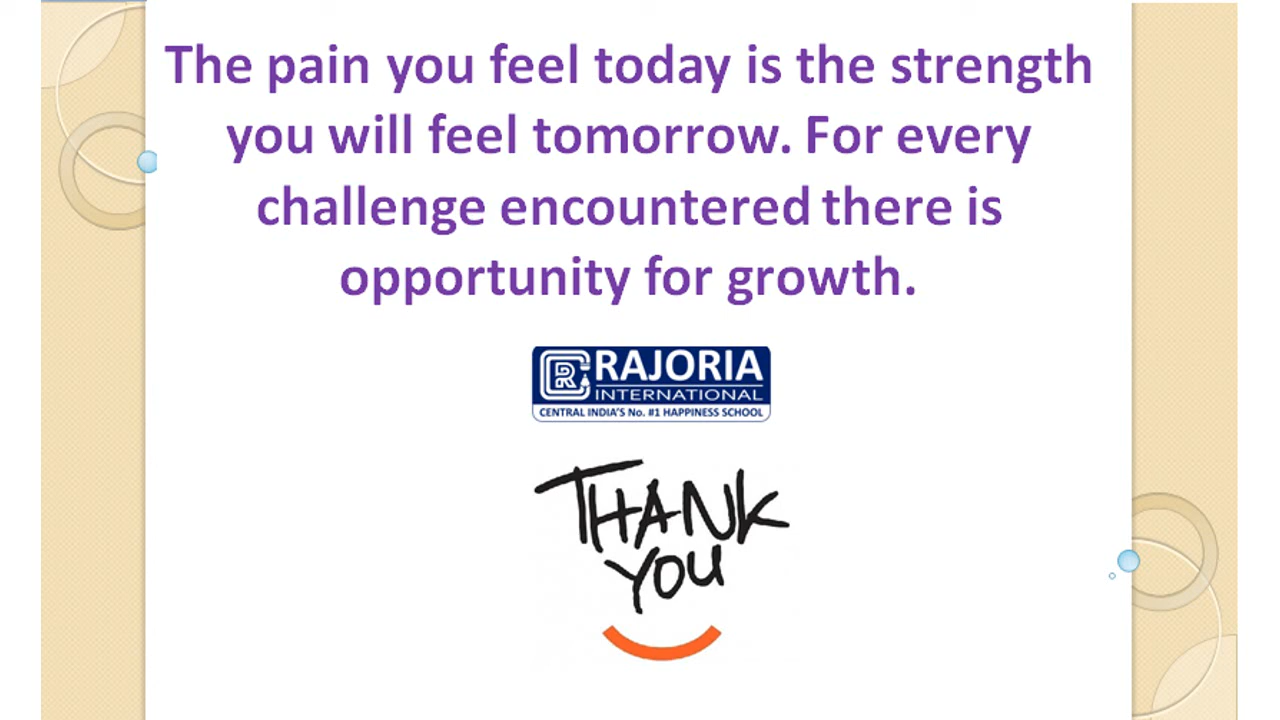 The pain you feel today is the strength
you will feel tomorrow. For every
challenge encountered there is
opportunity for growth.
RAJORIA
INTERNATIONAL
CENTRAL INDIA'S No. #1 HAPPINESS SCHOOL
THANK
YOU